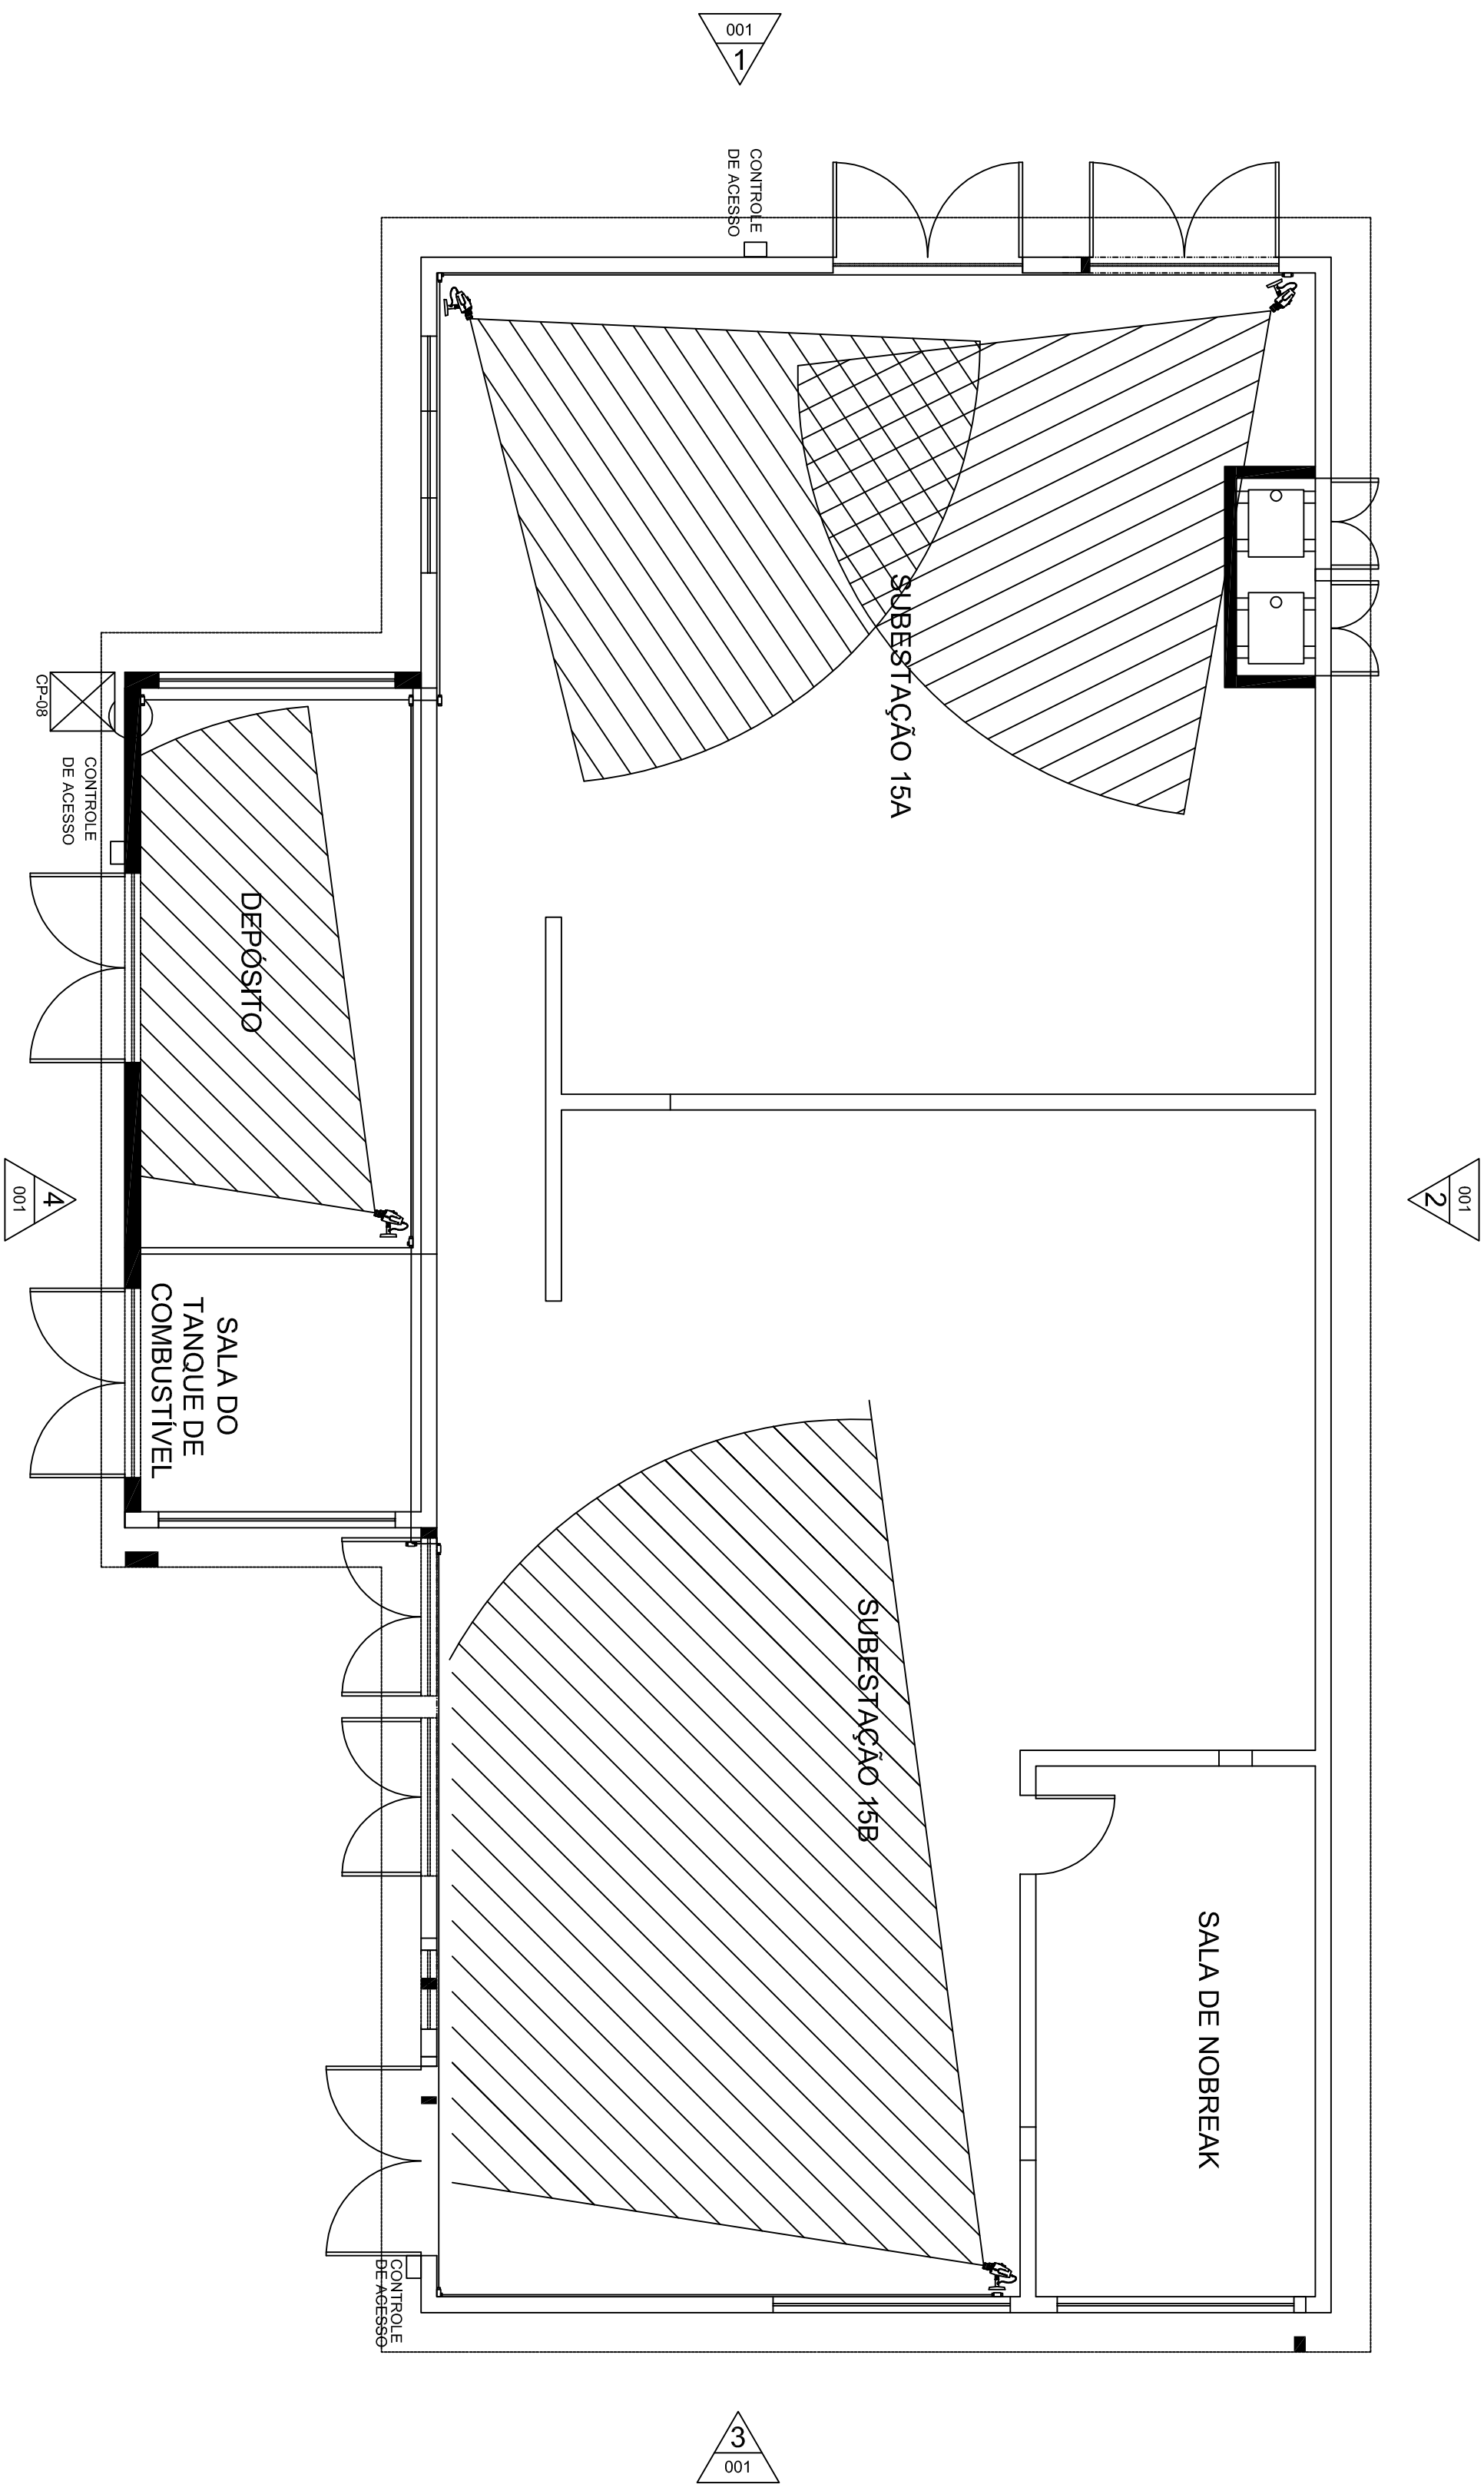 001
1
CONTROLE
DE ACESSO
SUBESTAÇÃO 15A
CP-08
CONTROLE
DE ACESSO
DEPÓSITO
001
2
4
001
SALA DO
TANQUE DE
COMBUSTÍVEL
SUBESTAÇÃO 15B
SALA DE NOBREAK
CONTROLE
DE ACESSO
3
001